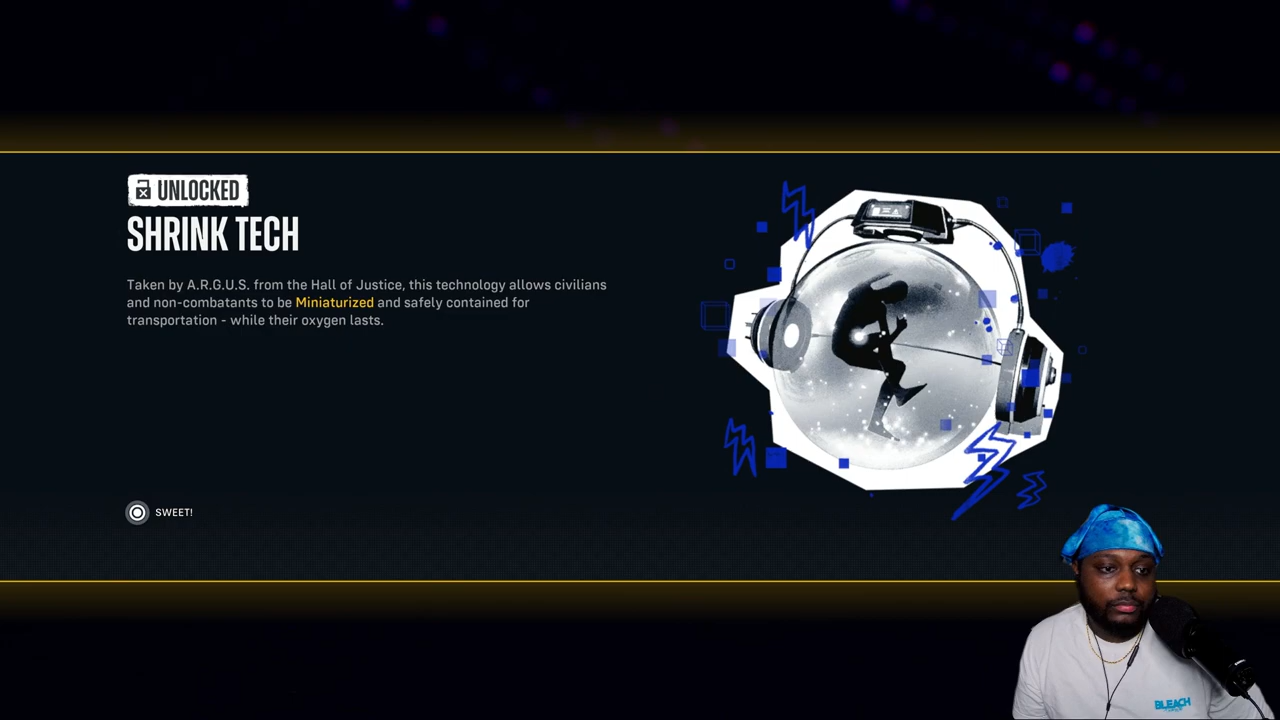 UNLOCKED
SHRINK TECH
Taken by A.R.G.U.S. from the Hall of Justice, this technology allows civilians
and non-combatants to be Miniaturized and safely contained for
transportation - while their oxygen lasts.
SWEET!
BLEACH